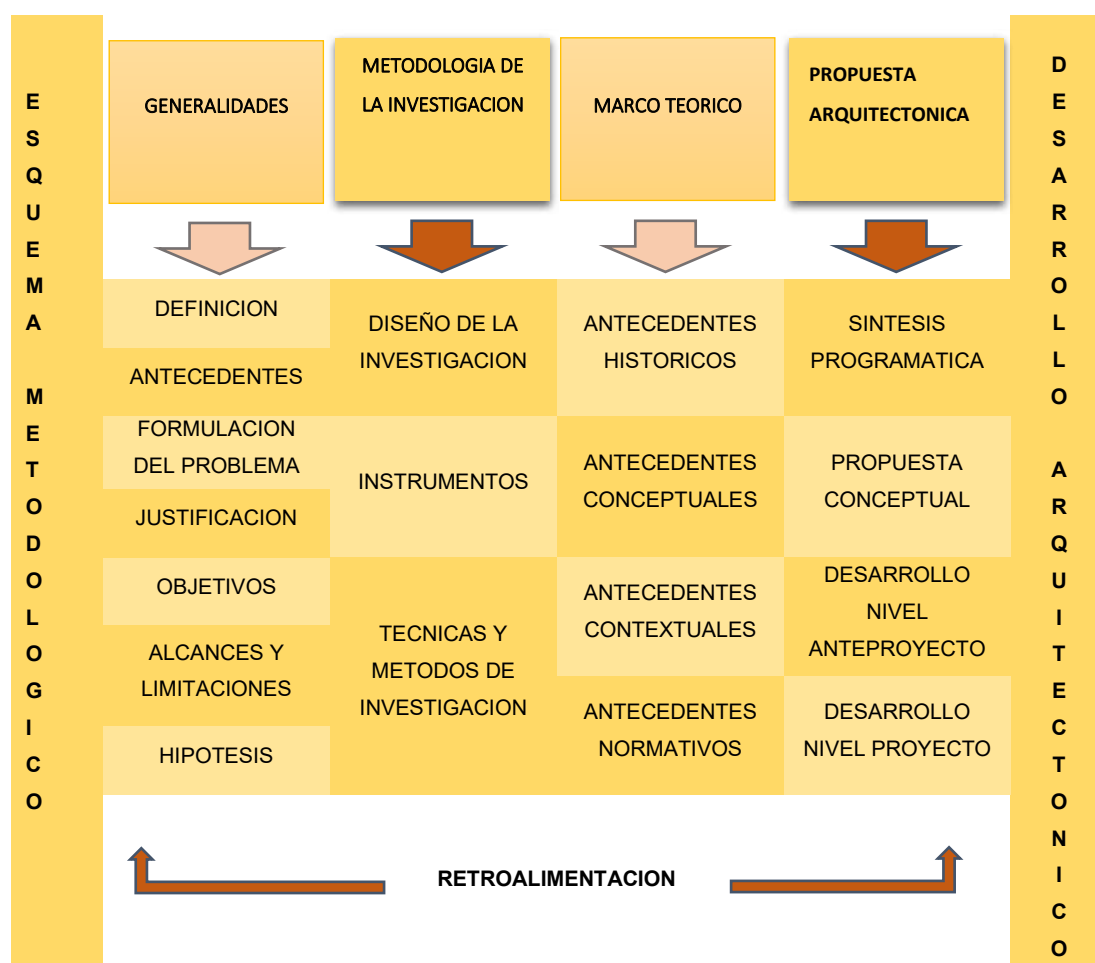 ESQUEMA METODOLOGICO
GENERALIDADES
METODOLOGIA DE
LA INVESTIGACION
MARCO TEORICO
PROPUESTA
ARQUITECTONICA
DEFINICION
ANTECEDENTES
FORMULACION
DEL PROBLEMA
JUSTIFICACION
OBJETIVOS
ALCANCES Y
LIMITACIONES
HIPOTESIS
DISEÑO DE LA
INVESTIGACION
INSTRUMENTOS
TECNICAS Y
METODOS DE
INVESTIGACION
ANTECEDENTES
HISTORICOS
ANTECEDENTES
CONCEPTUALES
ANTECEDENTES
CONTEXTUALES
ANTECEDENTES
NORMATIVOS
SINTESIS
PROGRAMATICA
PROPUESTA
CONCEPTUAL
DESARROLLO
NIVEL
ANTEPROYECTO
DESARROLLO
NIVEL PROYECTO
RETROALIMENTACION
DESARROLLO ARQUITECTONICO